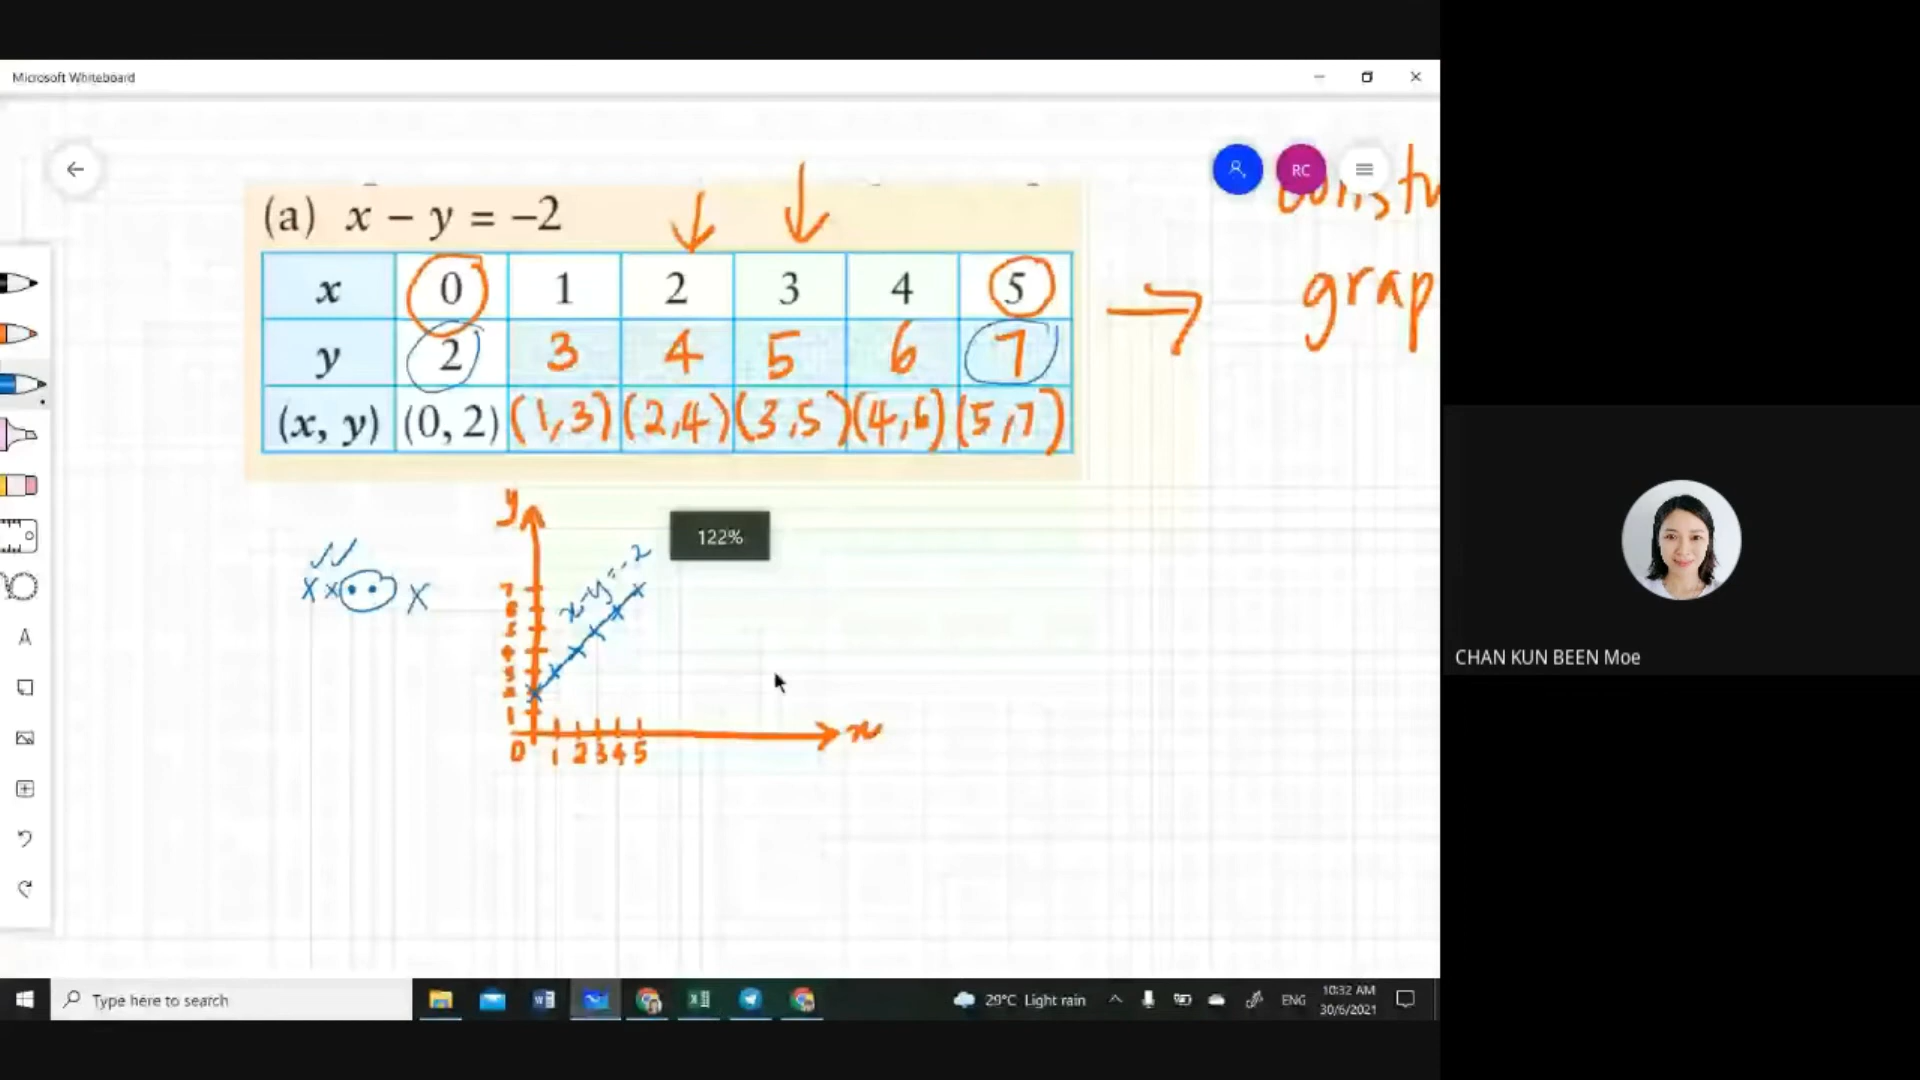 Microsoft Whiteboard
RC
(a) x − y = −2
x 0 1 2 3 4 5
y 2 3 4 5 6 7
(x, y) (0, 2) (1,3) (2,4) (3,5) (4,6) (5,7)
grap
y
122%
x-y=-2
7
6
5
4
3
2
1
0 1 2 3 4 5
x
A
CHAN KUN BEEN Moe
Type here to search
29°C Light rain
ENG
10:32 AM
30/6/2021